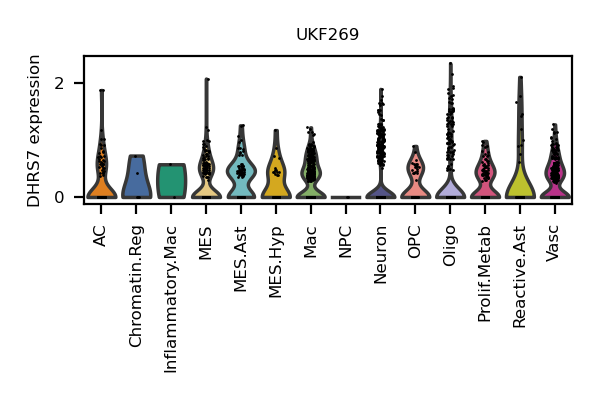 UKF269
DHRS7 expression
2
0
AC
Chromatin.Reg
Inflammatory.Mac
MES
MES.Ast
MES.Hyp
Mac
NPC
Neuron
OPC
Oligo
Prolif.Metab
Reactive.Ast
Vasc